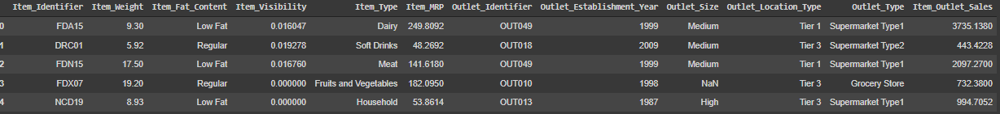 Item_Identifier Item_Weight Item_Fat_Content Item_Visibility Item_Type Item_MRP Outlet_Identifier Outlet_Establishment_Year Outlet_Size Outlet_Location_Type Outlet_Type Item_Outlet_Sales
0 FDA15 9.30 Low Fat 0.016047 Dairy 249.8092 OUT049 1999 Medium Tier 1 Supermarket Type1 3735.1380
1 DRC01 5.92 Regular 0.019278 Soft Drinks 48.2692 OUT018 2009 Medium Tier 3 Supermarket Type2 443.4228
2 FDN15 17.50 Low Fat 0.016760 Meat 141.6180 OUT049 1999 Medium Tier 1 Supermarket Type1 2097.2700
3 FDX07 19.20 Regular 0.000000 Fruits and Vegetables 182.0950 OUT010 1998 NaN Tier 3 Grocery Store 732.3800
4 NCD19 8.93 Low Fat 0.000000 Household 53.8614 OUT013 1987 High Tier 3 Supermarket Type1 994.7052